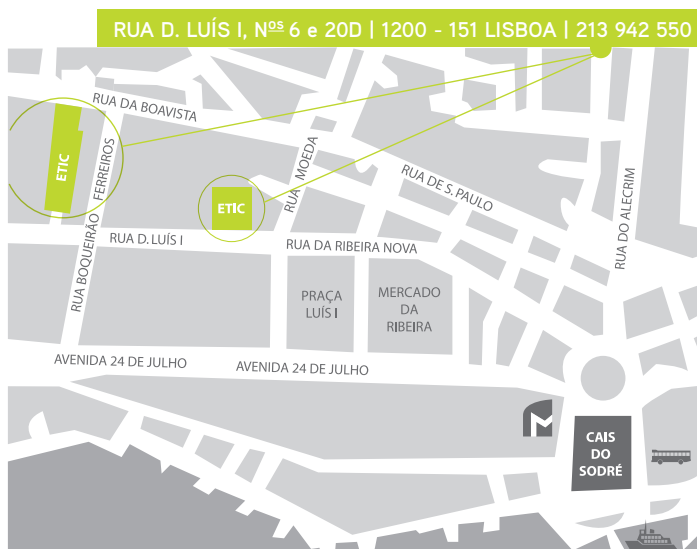 RUA D. LUÍS I, Nºˢ 6 e 20D | 1200 - 151 LISBOA | 213 942 550
RUA DA BOAVISTA
ETIC
RUA BOQUEIRÃO FERREIROS
RUA MOEDA
RUA DE S. PAULO
RUA DO ALECRIM
ETIC
RUA D. LUÍS I
RUA DA RIBEIRA NOVA
PRAÇA
LUÍS I
MERCADO
DA
RIBEIRA
AVENIDA 24 DE JULHO
AVENIDA 24 DE JULHO
M
CAIS
DO
SODRÉ